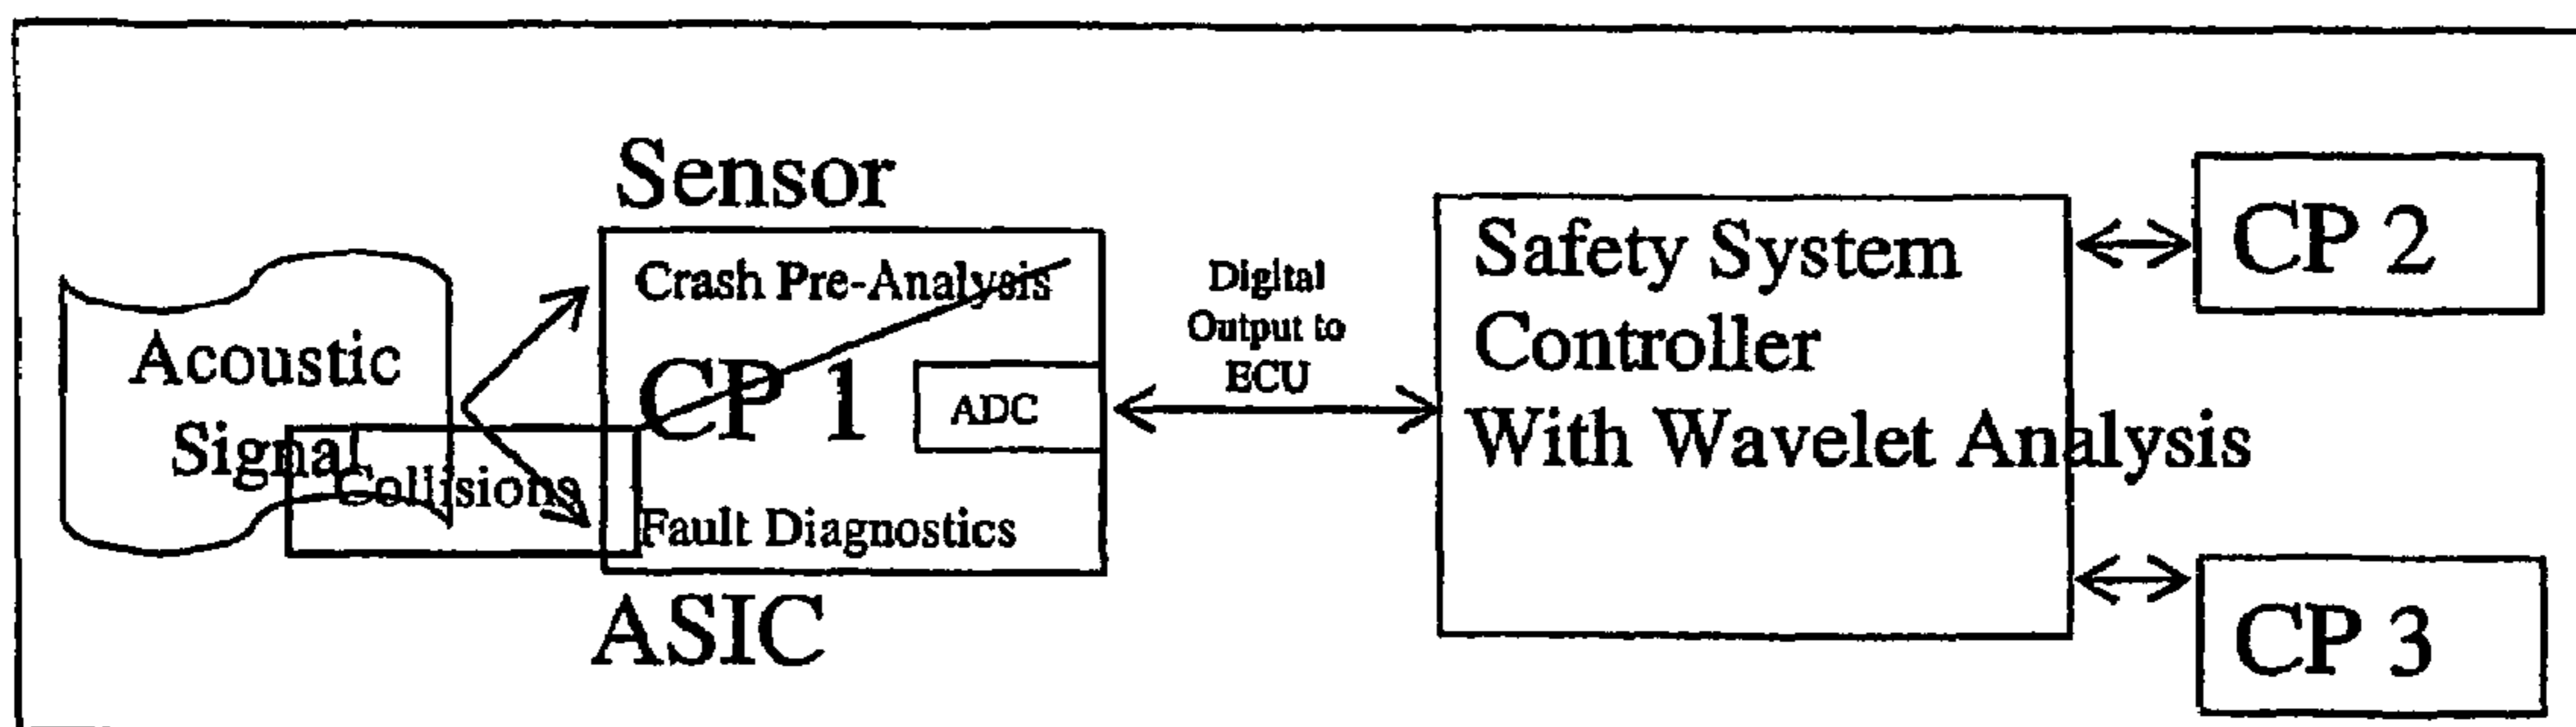 Sensor
Acoustic
Signal
Collisions
Crash Pre-Analysis
CP 1
ADC
Fault Diagnostics
ASIC
Digital
Output to
ECU
Safety System
Controller
With Wavelet Analysis
CP 2
CP 3